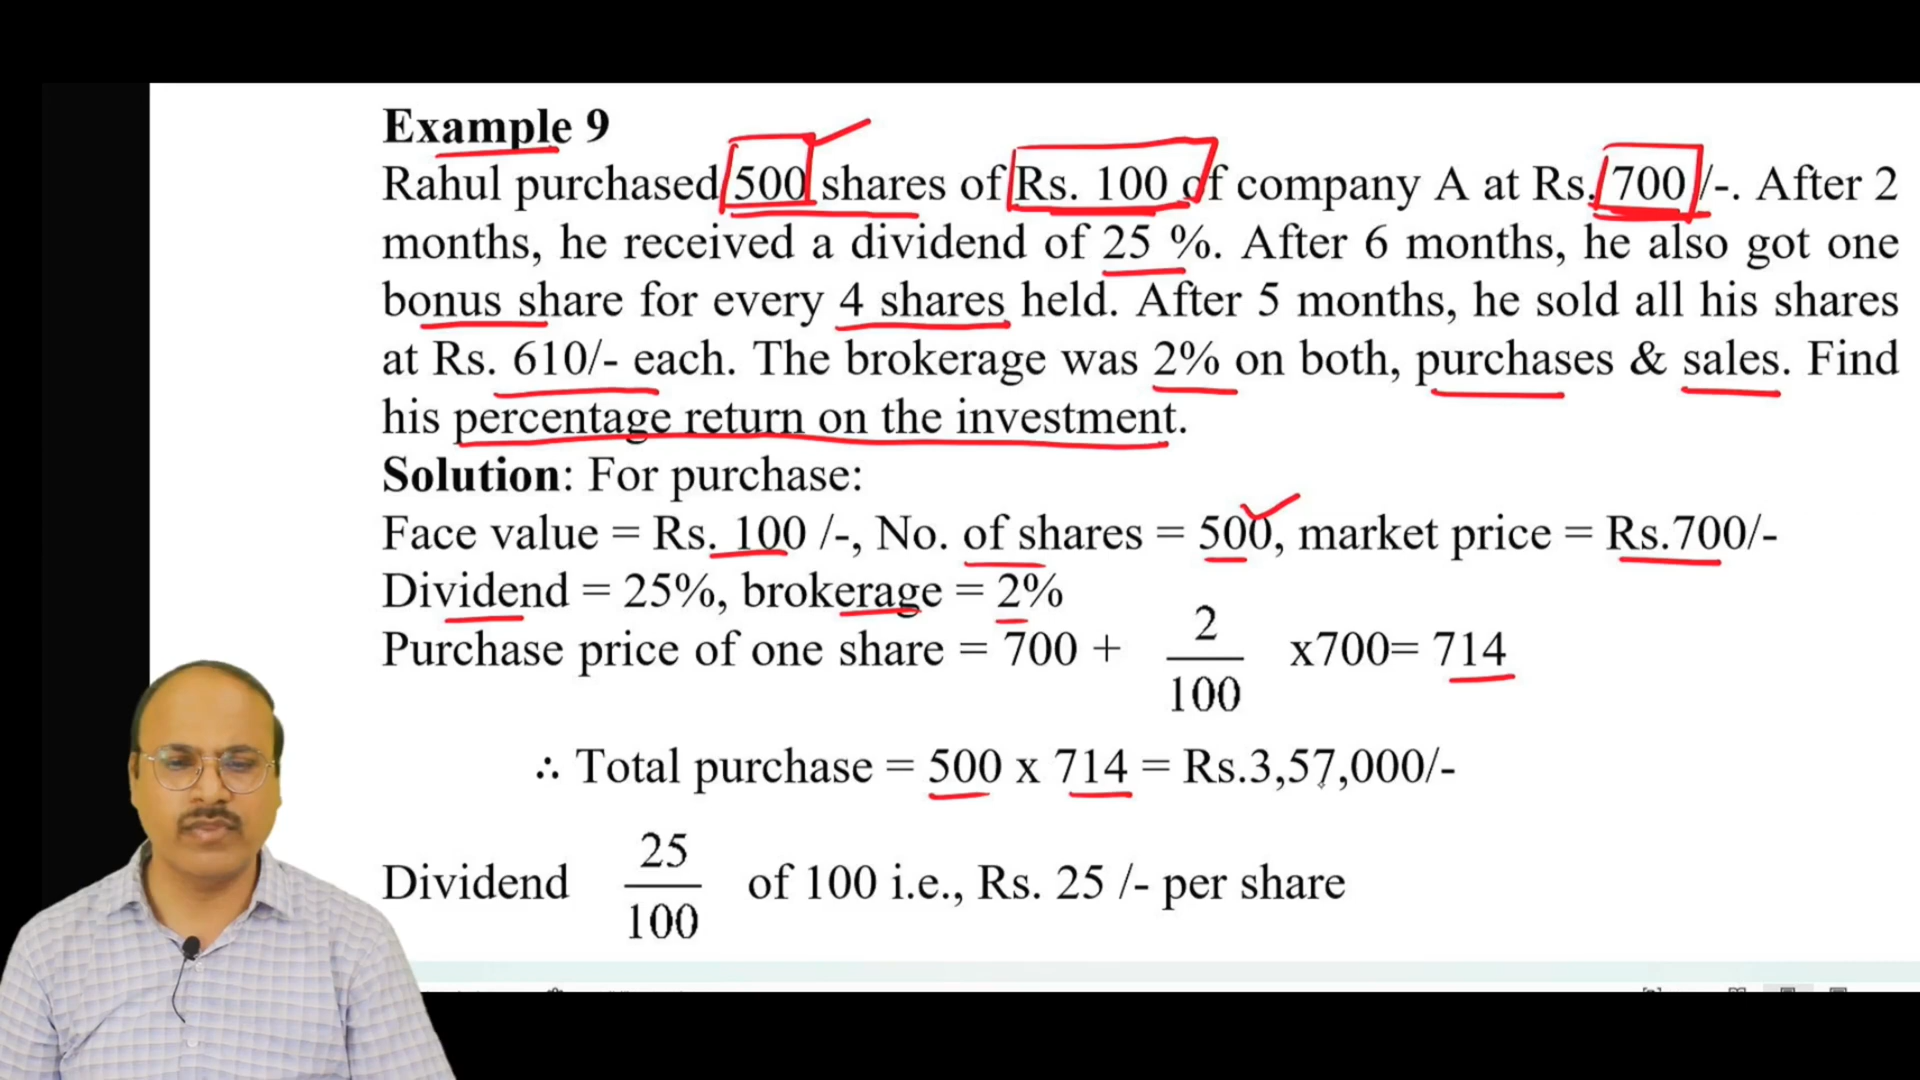 Example 9
Rahul purchased 500 shares of Rs. 100 of company A at Rs. 700 /-. After 2
months, he received a dividend of 25 %. After 6 months, he also got one
bonus share for every 4 shares held. After 5 months, he sold all his shares
at Rs. 610/- each. The brokerage was 2% on both, purchases & sales. Find
his percentage return on the investment.
Solution: For purchase:
Face value = Rs. 100 /-, No. of shares = 500, market price = Rs.700/-
Dividend = 25%, brokerage = 2%
Purchase price of one share = 700 + 2/100 x700= 714
∴ Total purchase = 500 x 714 = Rs.3,57,000/-
Dividend 25/100 of 100 i.e., Rs. 25 /- per share